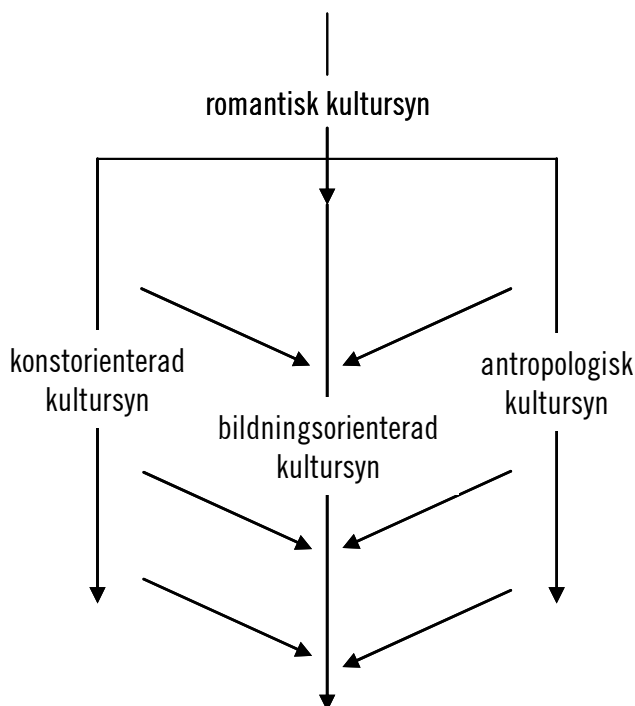 romantisk kultursyn
konstorienterad
kultursyn
bildningsorienterad
kultursyn
antropologisk
kultursyn